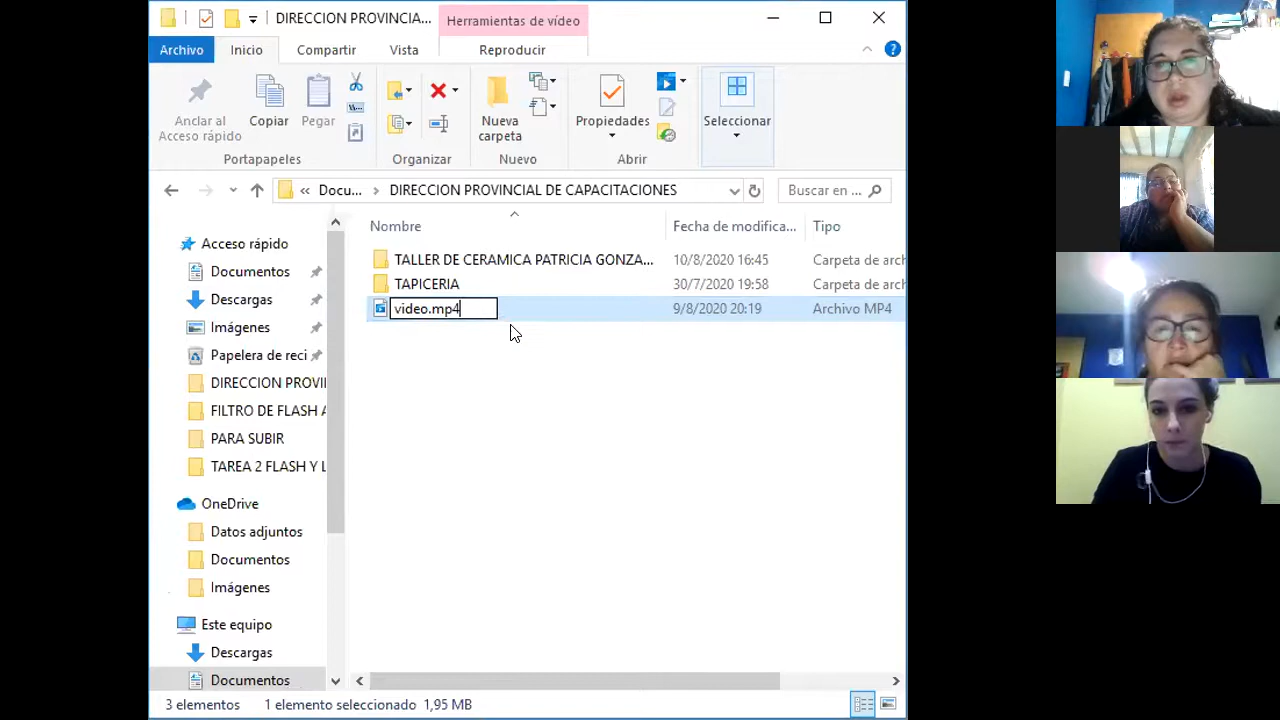 DIRECCION PROVINCIA...
Herramientas de vídeo
Archivo
Inicio
Compartir
Vista
Reproducir
Anclar al
Acceso rápido
Copiar
Pegar
Portapapeles
Organizar
Nueva
carpeta
Nuevo
Propiedades
Abrir
Seleccionar
« Docu... › DIRECCION PROVINCIAL DE CAPACITACIONES
Buscar en ...
Nombre
Fecha de modifica...
Tipo
TALLER DE CERAMICA PATRICIA GONZA...
10/8/2020 16:45
Carpeta de arch
TAPICERIA
30/7/2020 19:58
Carpeta de arch
video.mp4
9/8/2020 20:19
Archivo MP4
Acceso rápido
Documentos
Descargas
Imágenes
Papelera de reci
DIRECCION PROVI
FILTRO DE FLASH A
PARA SUBIR
TAREA 2 FLASH Y L
OneDrive
Datos adjuntos
Documentos
Imágenes
Este equipo
Descargas
Documentos
3 elementos
1 elemento seleccionado 1,95 MB